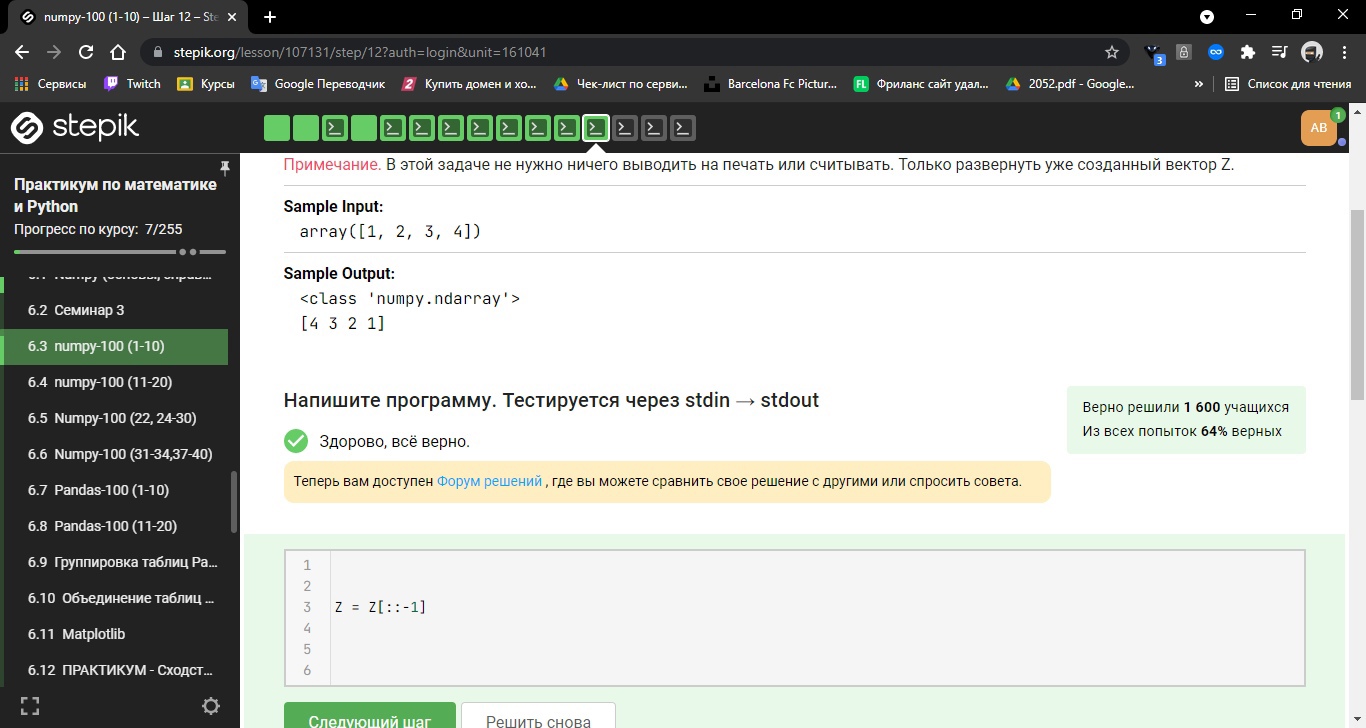 numpy-100 (1-10) – Шаг 12 – Ste
stepik.org/lesson/107131/step/12?auth=login&unit=161041
3
Сервисы Twitch Курсы Google Переводчик Купить домен и хо... Чек-лист по серви... Barcelona Fc Pictur... FL Фриланс сайт удал... 2052.pdf - Google... » Список для чтения
stepik
AB 1
Практикум по математике
и Python
Прогресс по курсу: 7/255
6.2 Семинар 3
6.3 numpy-100 (1-10)
6.4 numpy-100 (11-20)
6.5 Numpy-100 (22, 24-30)
6.6 Numpy-100 (31-34,37-40)
6.7 Pandas-100 (1-10)
6.8 Pandas-100 (11-20)
6.9 Группировка таблиц Pa...
6.10 Объединение таблиц ...
6.11 Matplotlib
6.12 ПРАКТИКУМ - Сходст...
Примечание. В этой задаче не нужно ничего выводить на печать или считывать. Только развернуть уже созданный вектор Z.
Sample Input:
array([1, 2, 3, 4])
Sample Output:
<class 'numpy.ndarray'>
[4 3 2 1]
Напишите программу. Тестируется через stdin → stdout
Верно решили 1 600 учащихся
Из всех попыток 64% верных
Здорово, всё верно.
Теперь вам доступен Форум решений , где вы можете сравнить свое решение с другими или спросить совета.
1
2
3 Z = Z[::-1]
4
5
6
Следующий шаг Решить снова